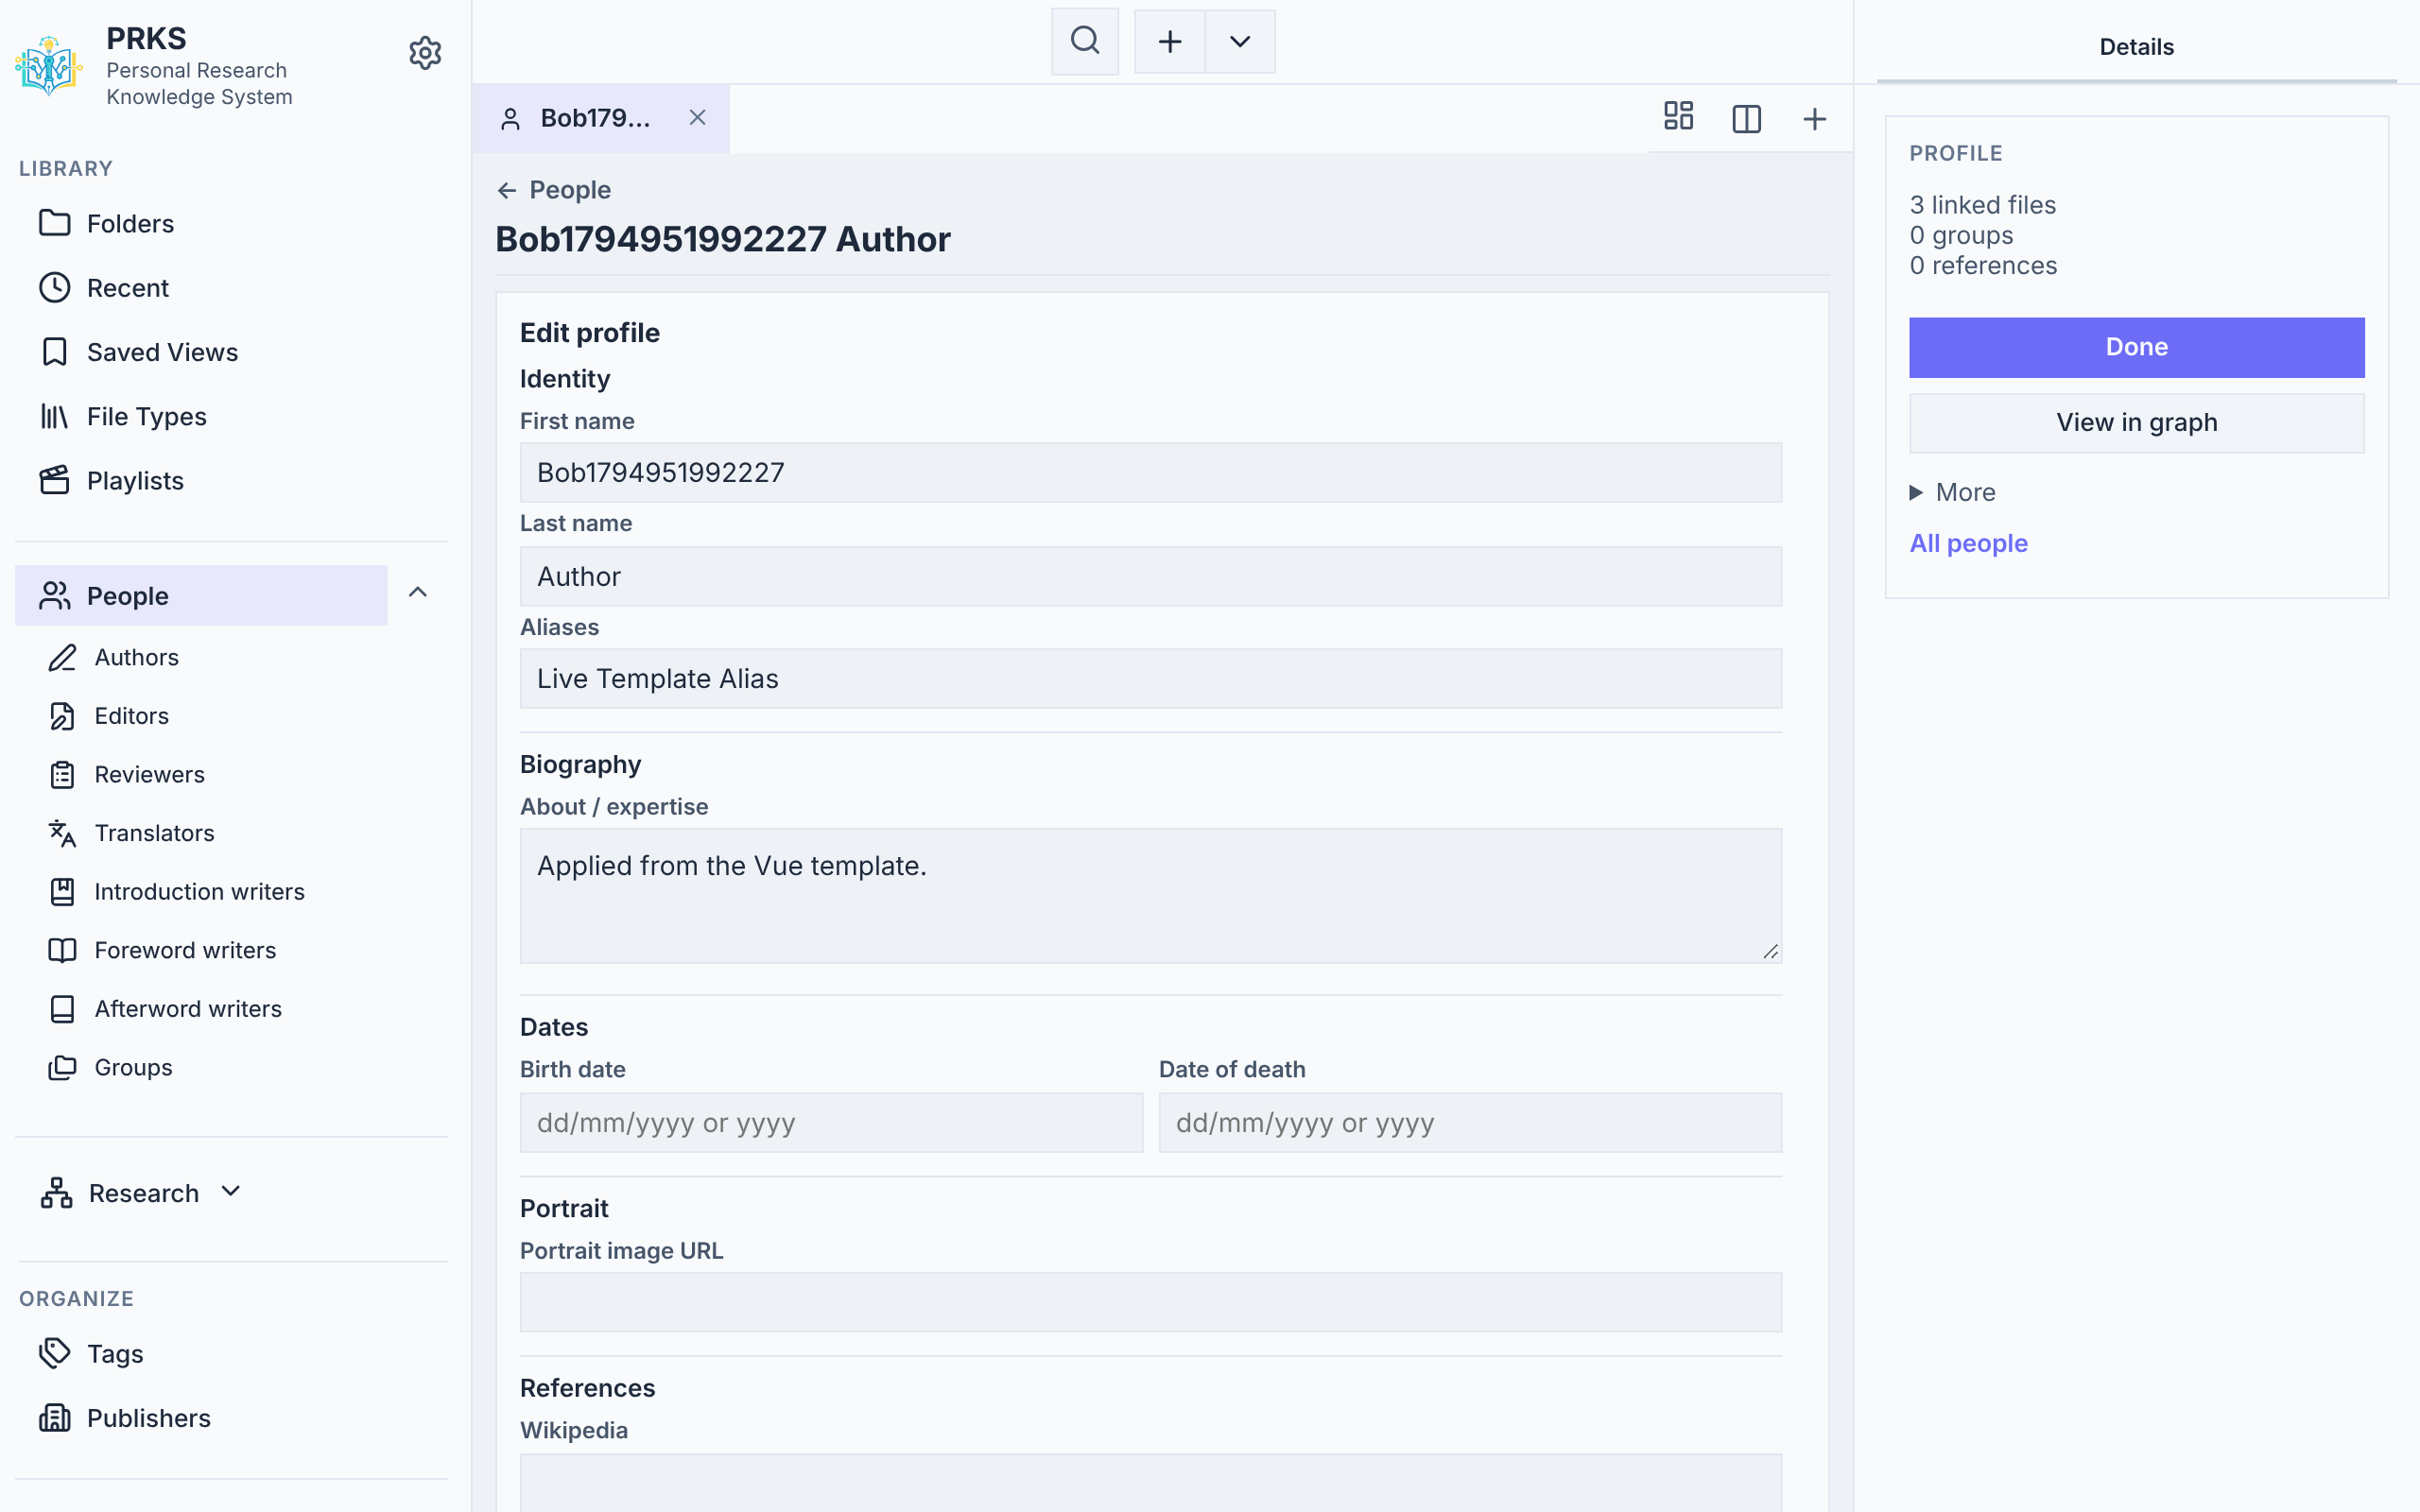 PRKS
Personal Research
Knowledge System
LIBRARY
Folders
Recent
Saved Views
File Types
Playlists
People
Authors
Editors
Reviewers
Translators
Introduction writers
Foreword writers
Afterword writers
Groups
Research
ORGANIZE
Tags
Publishers
Bob179...
People
Bob1794951992227 Author
Edit profile
Identity
First name
Bob1794951992227
Last name
Author
Aliases
Live Template Alias
Biography
About / expertise
Applied from the Vue template.
Dates
Birth date
Date of death
dd/mm/yyyy or yyyy
dd/mm/yyyy or yyyy
Portrait
Portrait image URL
References
Wikipedia
Details
PROFILE
3 linked files
0 groups
0 references
Done
View in graph
More
All people